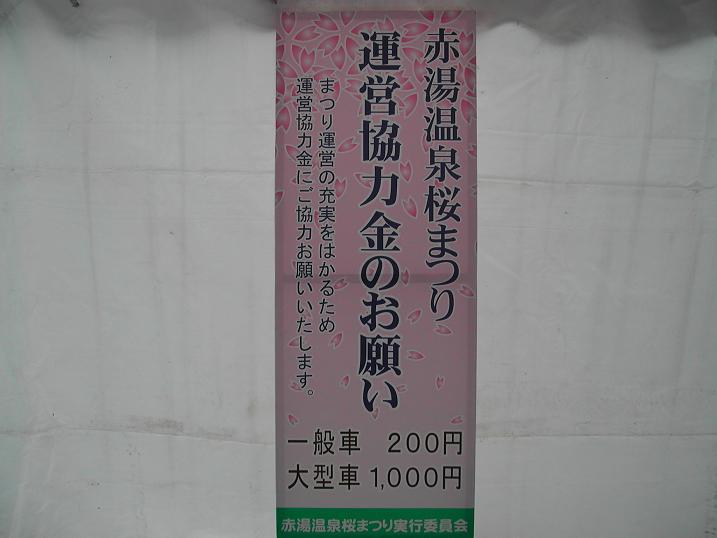 赤湯温泉桜まつり
運営協力金のお願い
まつり運営の充実をはかるため
運営協力金にご協力お願いいたします。
一般車 200円
大型車 1,000円
赤湯温泉桜まつり実行委員会